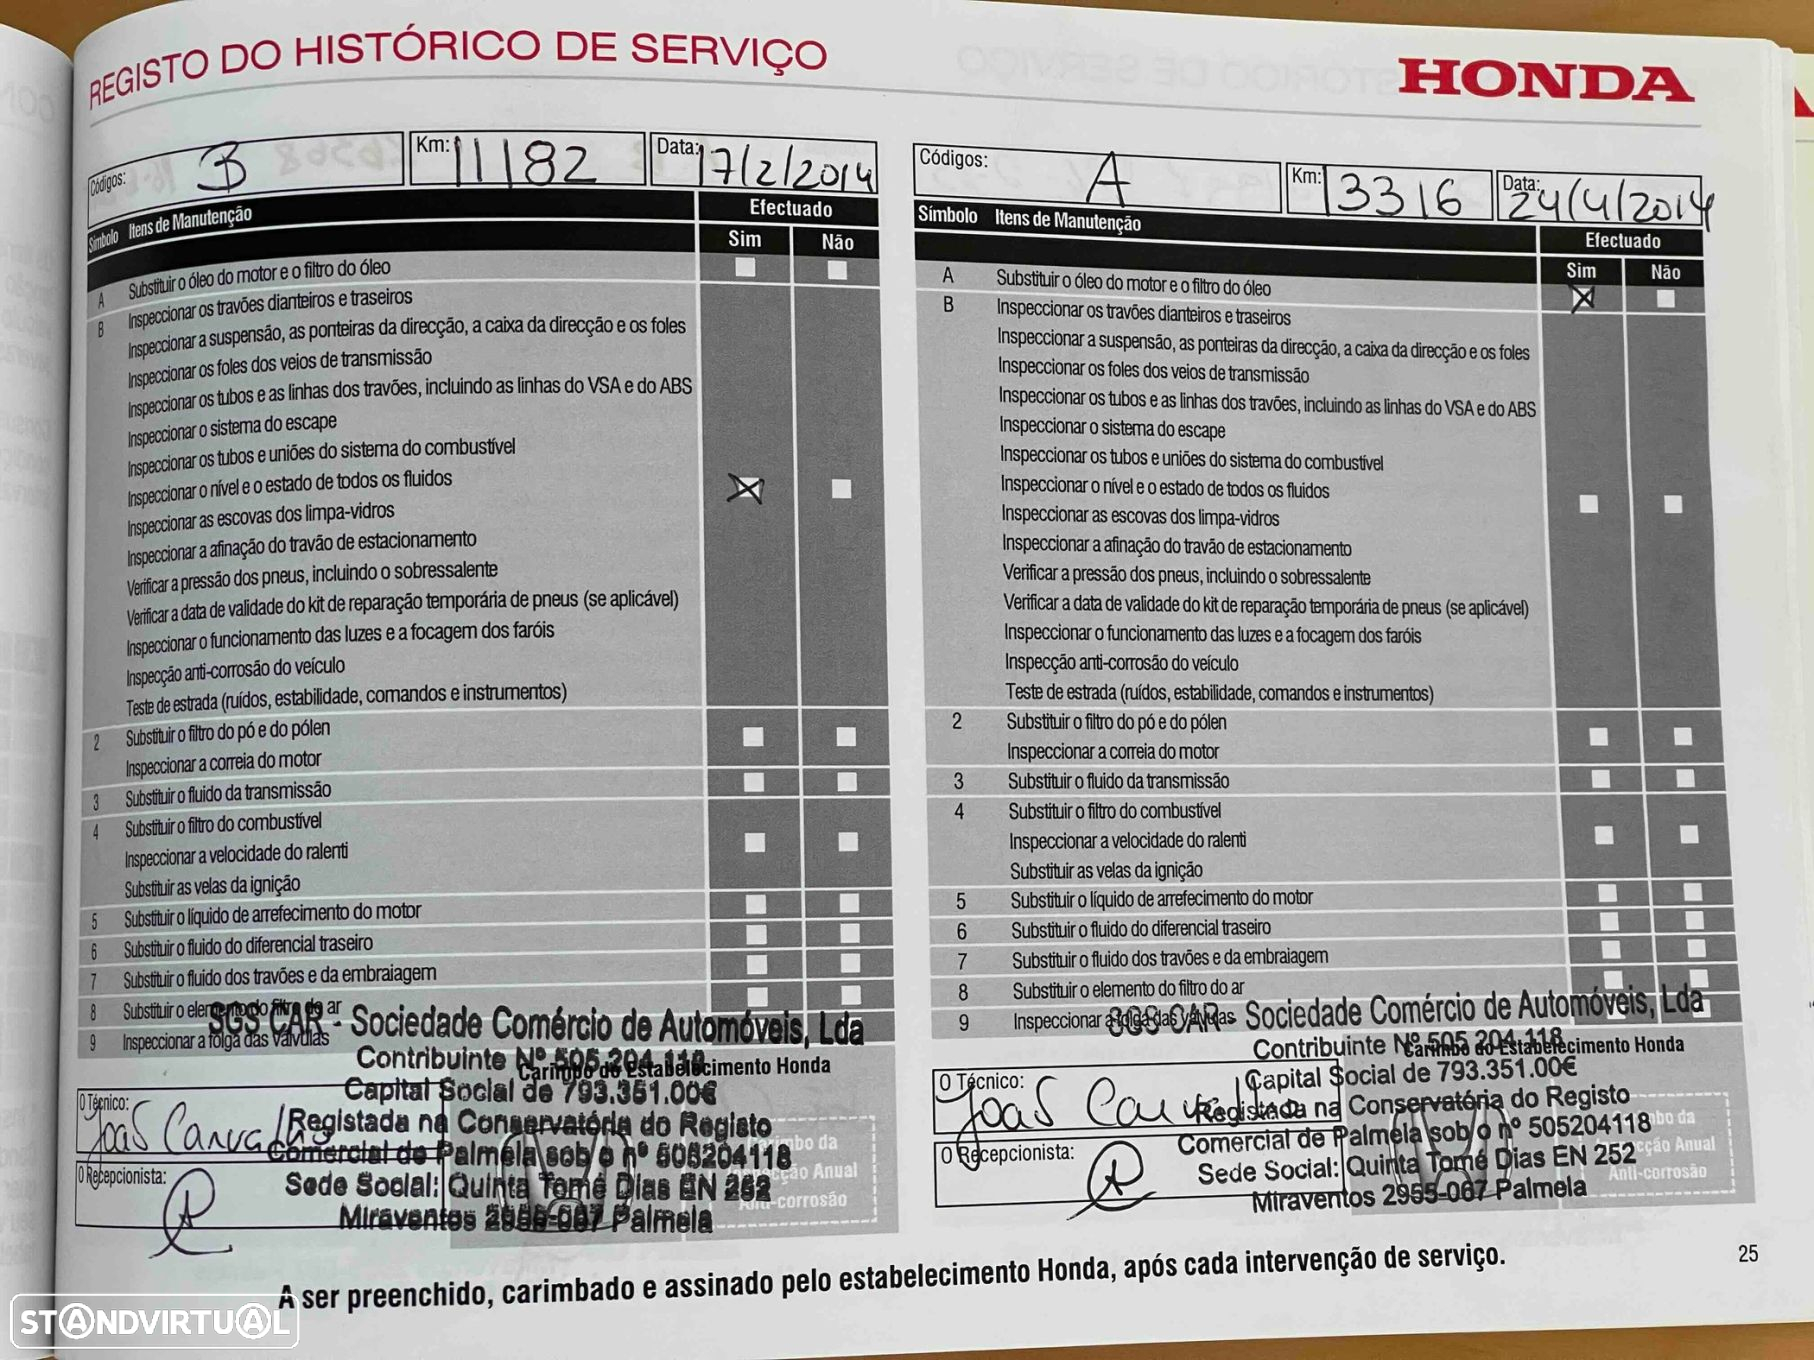 REGISTO DO HISTÓRICO DE SERVIÇO
HONDA
Códigos: B
Km: 11182
Data: 17/2/2014
Símbolo Itens de Manutenção
Efectuado
Sim Não
A Substituir o óleo do motor e o filtro do óleo
B Inspeccionar os travões dianteiros e traseiros
Inspeccionar a suspensão, as ponteiras da direcção, a caixa da direcção e os foles
Inspeccionar os foles dos veios de transmissão
Inspeccionar os tubos e as linhas dos travões, incluindo as linhas do VSA e do ABS
Inspeccionar o sistema do escape
Inspeccionar os tubos e uniões do sistema do combustível
Inspeccionar o nível e o estado de todos os fluidos
Inspeccionar as escovas dos limpa-vidros
Inspeccionar a afinação do travão de estacionamento
Verificar a pressão dos pneus, incluindo o sobressalente
Verificar a data de validade do kit de reparação temporária de pneus (se aplicável)
Inspeccionar o funcionamento das luzes e a focagem dos faróis
Inspecção anti-corrosão do veículo
Teste de estrada (ruídos, estabilidade, comandos e instrumentos)
2 Substituir o filtro do pó e do pólen
Inspeccionar a correia do motor
3 Substituir o fluido da transmissão
4 Substituir o filtro do combustível
Inspeccionar a velocidade do ralenti
Substituir as velas da ignição
5 Substituir o líquido de arrefecimento do motor
6 Substituir o fluido do diferencial traseiro
7 Substituir o fluido dos travões e da embraiagem
8 Substituir o elemento do filtro de ar
9 Inspeccionar a folga das válvulas
SGS CAR - Sociedade Comércio de Automóveis, Lda
Contribuinte Nº 505 204 118
Carimbo do Estabelecimento Honda
Capital Social de 793.351.00€
Registada na Conservatória do Registo
Comercial de Palmela sob o nº 505204118
Sede Social: Quinta Tomé Dias EN 252
Miraventos 2955-067 Palmela
O Técnico: João Carvalho
O Recepcionista:
Anti-corrosão
Códigos: A
Km: 13316
Data: 24/4/2014
Símbolo Itens de Manutenção
Efectuado
Sim Não
A Substituir o óleo do motor e o filtro do óleo
B Inspeccionar os travões dianteiros e traseiros
Inspeccionar a suspensão, as ponteiras da direcção, a caixa da direcção e os foles
Inspeccionar os foles dos veios de transmissão
Inspeccionar os tubos e as linhas dos travões, incluindo as linhas do VSA e do ABS
Inspeccionar o sistema do escape
Inspeccionar os tubos e uniões do sistema do combustível
Inspeccionar o nível e o estado de todos os fluidos
Inspeccionar as escovas dos limpa-vidros
Inspeccionar a afinação do travão de estacionamento
Verificar a pressão dos pneus, incluindo o sobressalente
Verificar a data de validade do kit de reparação temporária de pneus (se aplicável)
Inspeccionar o funcionamento das luzes e a focagem dos faróis
Inspecção anti-corrosão do veículo
Teste de estrada (ruídos, estabilidade, comandos e instrumentos)
2 Substituir o filtro do pó e do pólen
Inspeccionar a correia do motor
3 Substituir o fluido da transmissão
4 Substituir o filtro do combustível
Inspeccionar a velocidade do ralenti
Substituir as velas da ignição
5 Substituir o líquido de arrefecimento do motor
6 Substituir o fluido do diferencial traseiro
7 Substituir o fluido dos travões e da embraiagem
8 Substituir o elemento do filtro do ar
9 Inspeccionar a folga das válvulas
SGS CAR - Sociedade Comércio de Automóveis, Lda
Contribuinte Nº 505 204 118
Carimbo do Estabelecimento Honda
Capital Social de 793.351.00€
Registada na Conservatória do Registo
Comercial de Palmela sob o nº 505204118
Sede Social: Quinta Tomé Dias EN 252
Miraventos 2955-067 Palmela
O Técnico: João Carvalho
O Recepcionista:
Anual
Anti-corrosão
A ser preenchido, carimbado e assinado pelo estabelecimento Honda, após cada intervenção de serviço.
25
STANDVIRTUAL